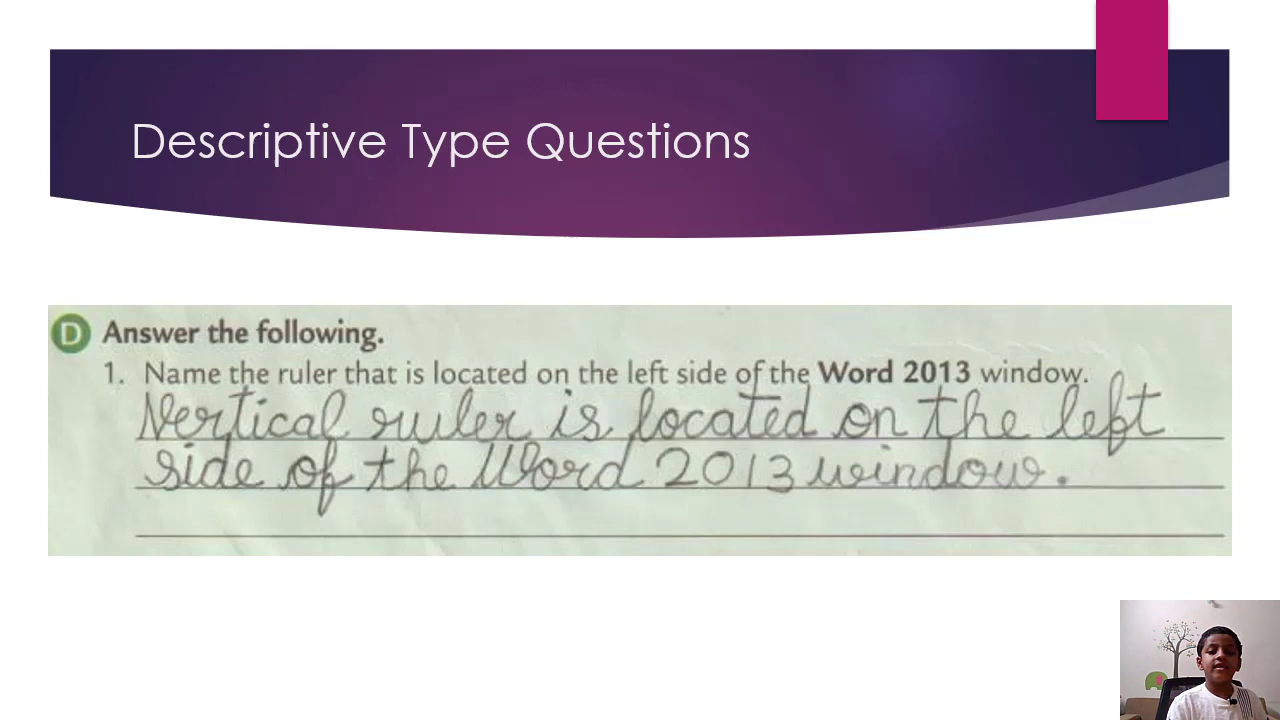 Descriptive Type Questions
D Answer the following.
1. Name the ruler that is located on the left side of the Word 2013 window.
Vertical ruler is located on the left
side of the Word 2013 window.